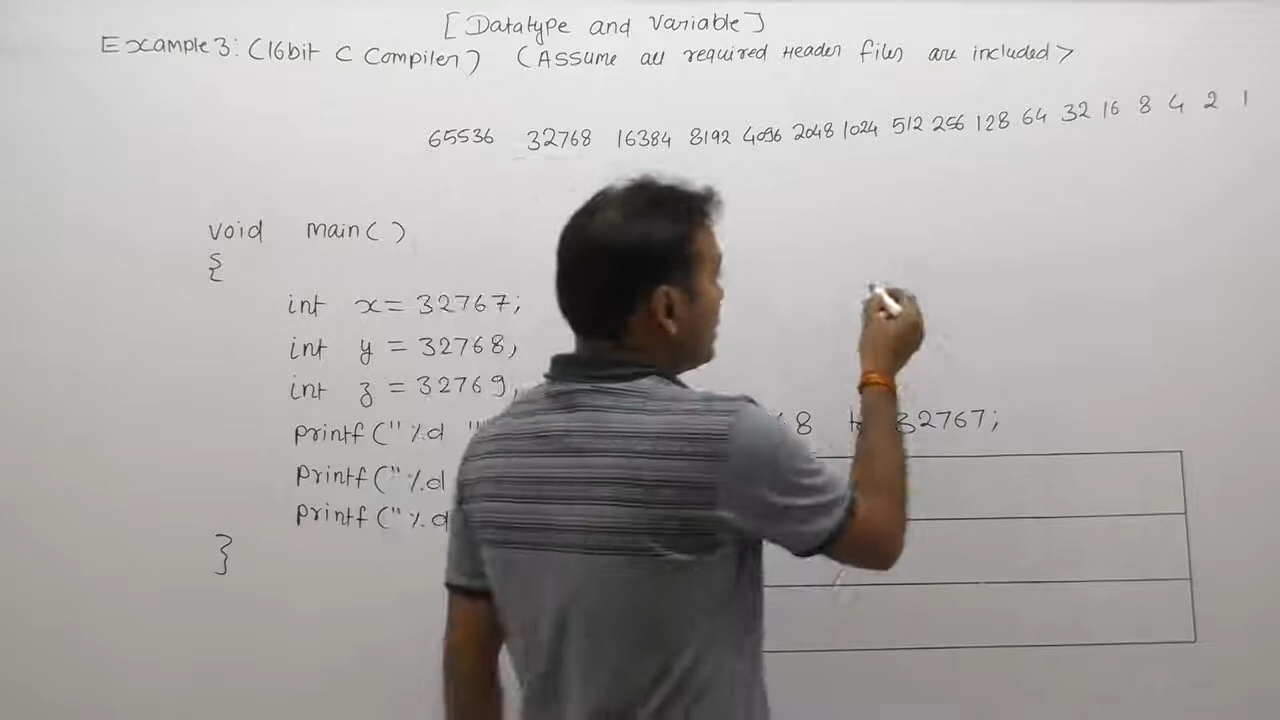 [Datatype and Variable]
Example 3: (16bit C Compiler) (Assume all required Header files are included>
65536 32768 16384 8192 4096 2048 1024 512 256 128 64 32 16 8 4 2 1
void main( )
{
int x = 32767;
int y = 32768,
int z = 32769,
printf (" %d "
8 32767;
printf (" %d
printf (" %d
}